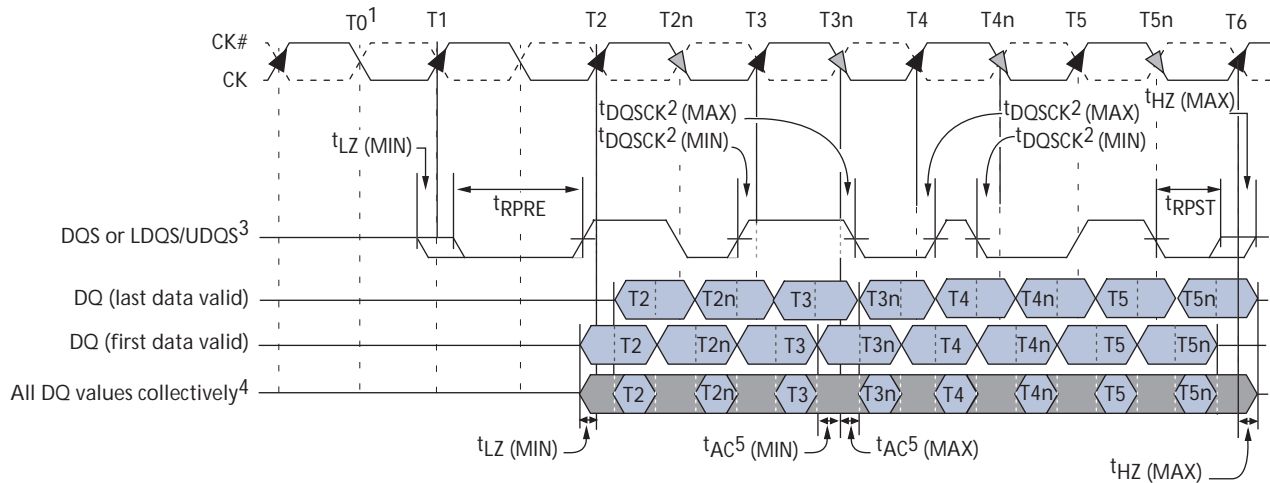 T0¹ T1 T2 T2n T3 T3n T4 T4n T5 T5n T6
CK#
CK
tHZ (MAX)
tDQSCK² (MAX) tDQSCK² (MAX)
tLZ (MIN) tDQSCK² (MIN) tDQSCK² (MIN)
tRPRE tRPST
DQS or LDQS/UDQS³
DQ (last data valid) T2 T2n T3 T3n T4 T4n T5 T5n
DQ (first data valid) T2 T2n T3 T3n T4 T4n T5 T5n
All DQ values collectively⁴ T2 T2n T3 T3n T4 T4n T5 T5n
tLZ (MIN) tAC⁵ (MIN) tAC⁵ (MAX) tHZ (MAX)